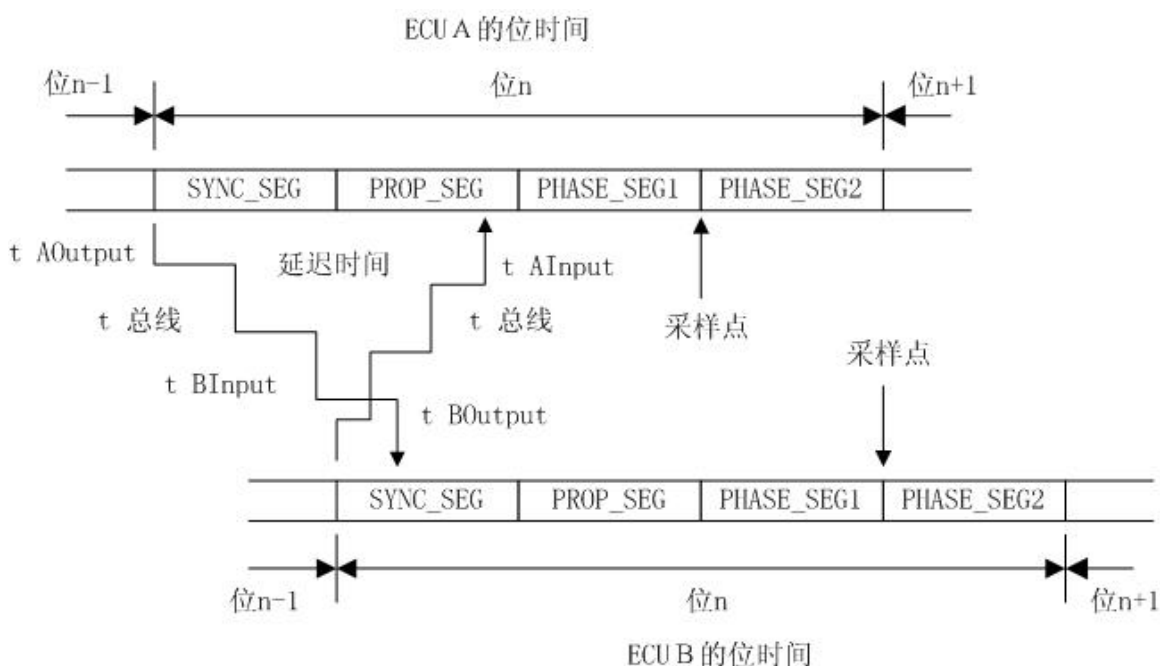 ECU A 的位时间
位n-1
位n
位n+1
SYNC_SEG
PROP_SEG
PHASE_SEG1
PHASE_SEG2
t AOutput
延迟时间
t AInput
t 总线
t 总线
采样点
采样点
t BInput
t BOutput
SYNC_SEG
PROP_SEG
PHASE_SEG1
PHASE_SEG2
位n-1
位n
位n+1
ECU B 的位时间